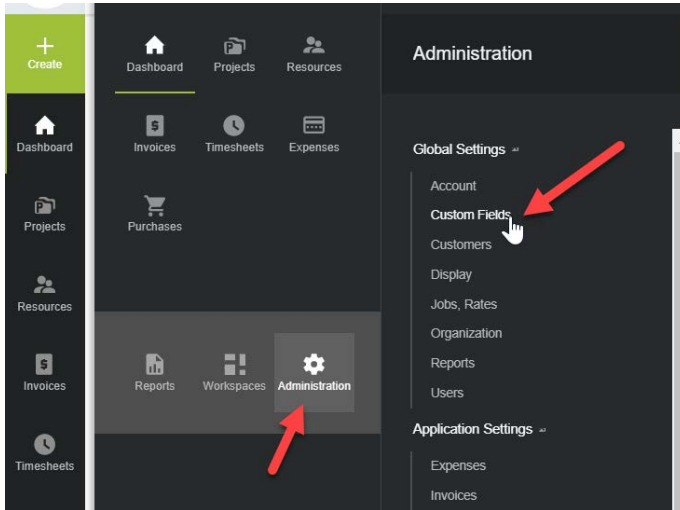 Create
Dashboard
Projects
Resources
Invoices
Timesheets
Dashboard Projects Resources
Invoices Timesheets Expenses
Purchases
Reports Workspaces Administration
Administration
Global Settings
Account
Custom Fields
Customers
Display
Jobs, Rates
Organization
Reports
Users
Application Settings
Expenses
Invoices